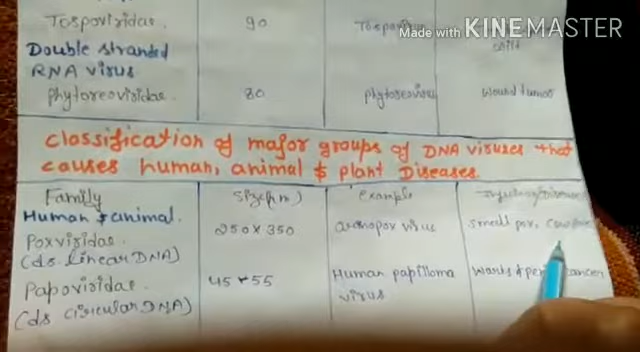 Tospoviridae. 90 Tospovirus
Made with KINEMASTER
Double stranded
RNA virus
Phytoreoviridae. 80 Phytoreovirus Wound tumor
Classification of major groups of DNA viruses that
causes human, animal & plant Diseases.
Family Size(nm) example
Human & animal.
Poxviridae. 250 x 350 small pox,
(ds linear DNA)
Papoviridae. 45 - 55 Human papilloma Warts & cancer
(ds circular DNA) virus